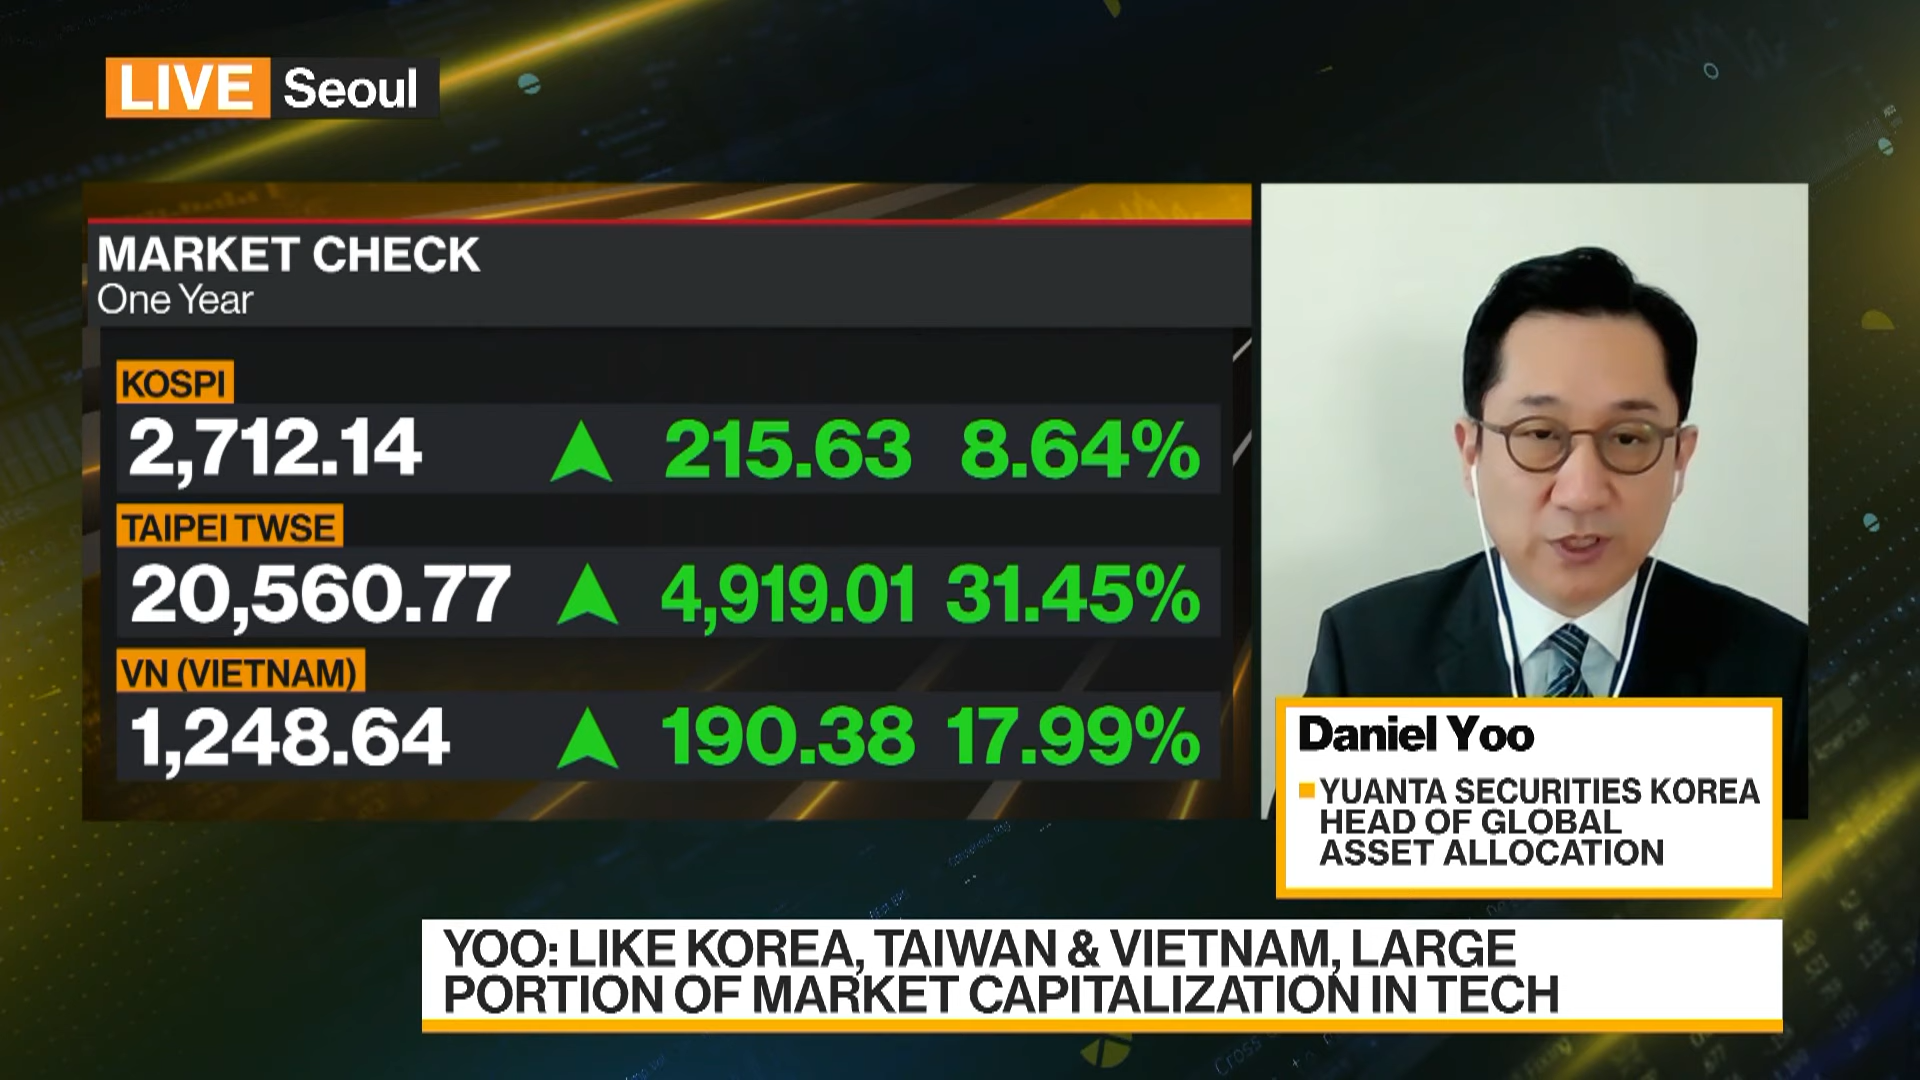 LIVE Seoul
MARKET CHECK
One Year
KOSPI
2,712.14 ▲ 215.63 8.64%
TAIPEI TWSE
20,560.77 ▲ 4,919.01 31.45%
VN (VIETNAM)
1,248.64 ▲ 190.38 17.99%
Daniel Yoo
YUANTA SECURITIES KOREA
HEAD OF GLOBAL
ASSET ALLOCATION
YOO: LIKE KOREA, TAIWAN & VIETNAM, LARGE
PORTION OF MARKET CAPITALIZATION IN TECH